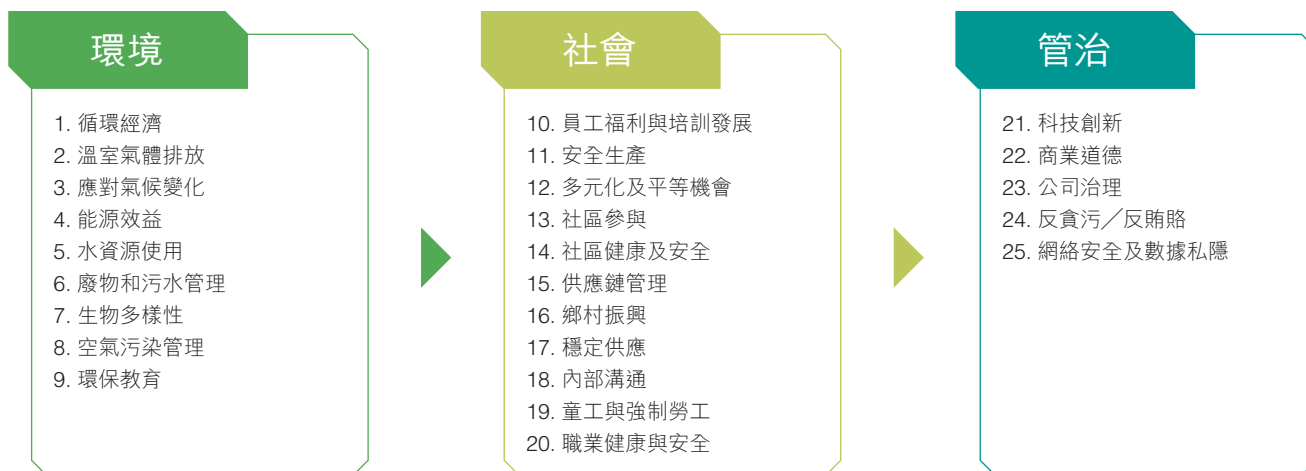 環境
1. 循環經濟
2. 溫室氣體排放
3. 應對氣候變化
4. 能源效益
5. 水資源使用
6. 廢物和污水管理
7. 生物多樣性
8. 空氣污染管理
9. 環保教育
社會
10. 員工福利與培訓發展
11. 安全生產
12. 多元化及平等機會
13. 社區參與
14. 社區健康及安全
15. 供應鏈管理
16. 鄉村振興
17. 穩定供應
18. 內部溝通
19. 童工與強制勞工
20. 職業健康與安全
管治
21. 科技創新
22. 商業道德
23. 公司治理
24. 反貪污╱反賄賂
25. 網絡安全及數據私隱